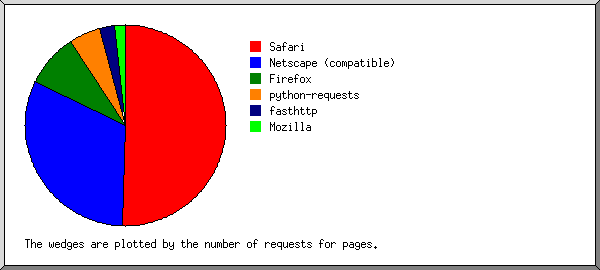 Safari
Netscape (compatible)
Firefox
python-requests
fasthttp
Mozilla
The wedges are plotted by the number of requests for pages.